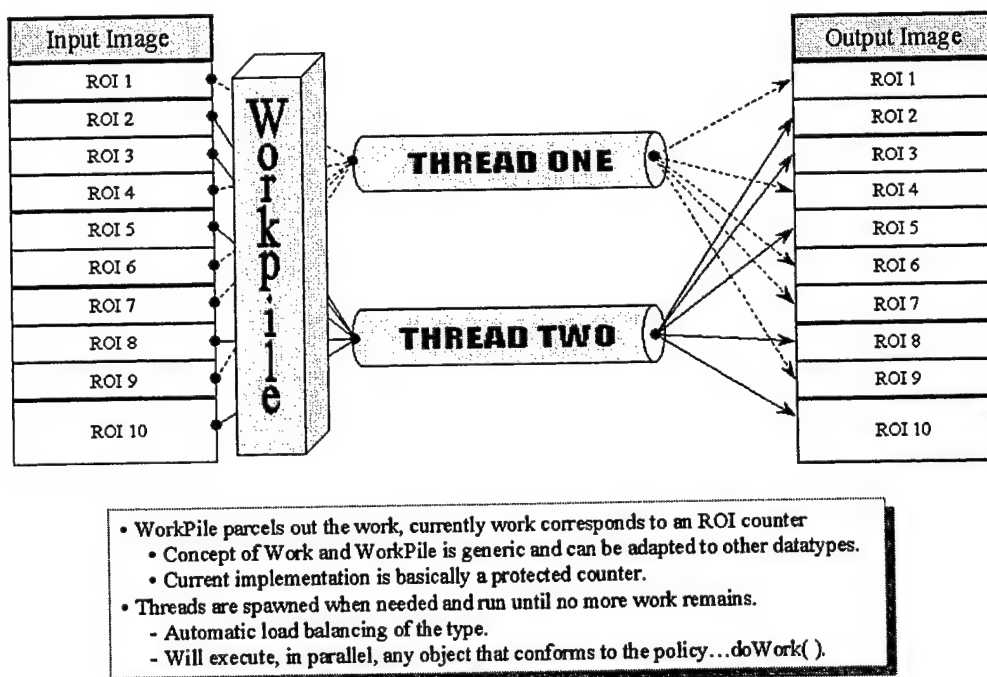 Input Image
ROI 1
ROI 2
ROI 3
ROI 4
ROI 5
ROI 6
ROI 7
ROI 8
ROI 9
ROI 10
Workpile
THREAD ONE
THREAD TWO
Output Image
ROI 1
ROI 2
ROI 3
ROI 4
ROI 5
ROI 6
ROI 7
ROI 8
ROI 9
ROI 10
• WorkPile parcels out the work, currently work corresponds to an ROI counter
• Concept of Work and WorkPile is generic and can be adapted to other datatypes.
• Current implementation is basically a protected counter.
• Threads are spawned when needed and run until no more work remains.
- Automatic load balancing of the type.
- Will execute, in parallel, any object that conforms to the policy…doWork( ).